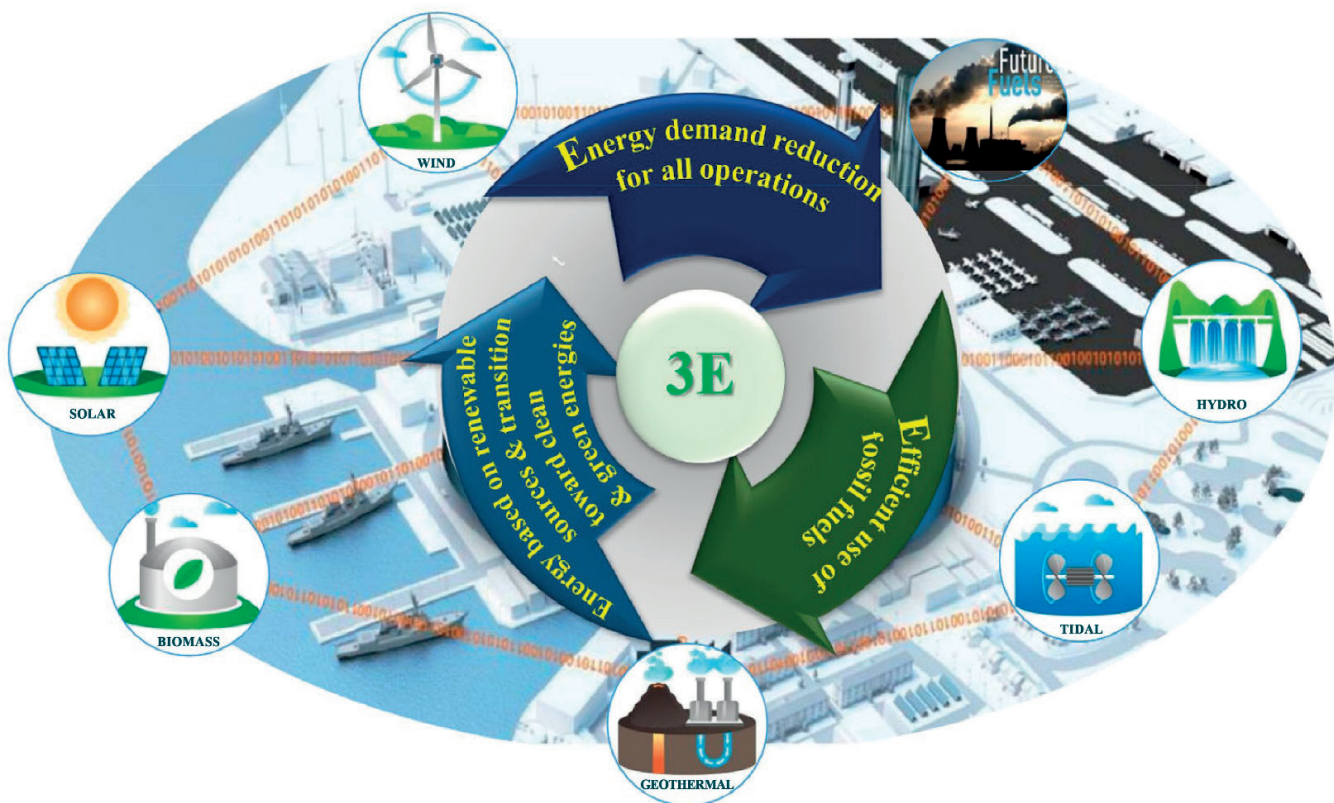 WIND
Future
Fuels
Energy demand reduction
for all operations
SOLAR
3E
HYDRO
Energy based on renewable
sources & transition
toward clean
& green energies
Efficient use of
fossil fuels
BIOMASS
TIDAL
GEOTHERMAL